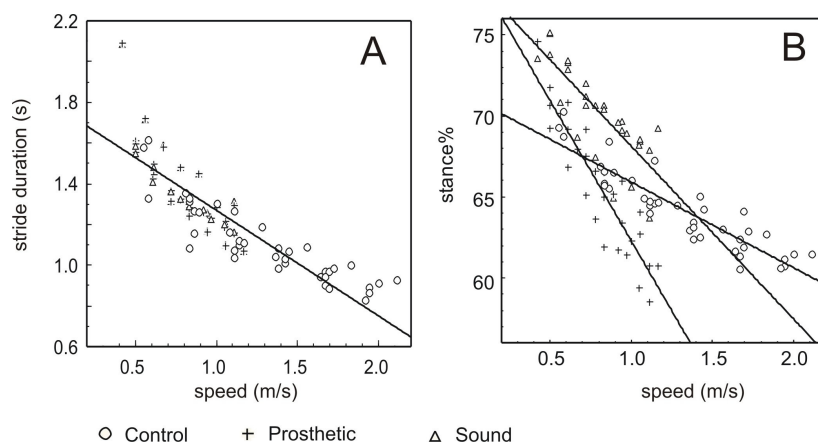 A
stride duration (s)
2.2
1.8
1.4
1.0
0.6
0.5 1.0 1.5 2.0
speed (m/s)
B
stance%
75
70
65
60
0.5 1.0 1.5 2.0
speed (m/s)
Control Prosthetic Sound